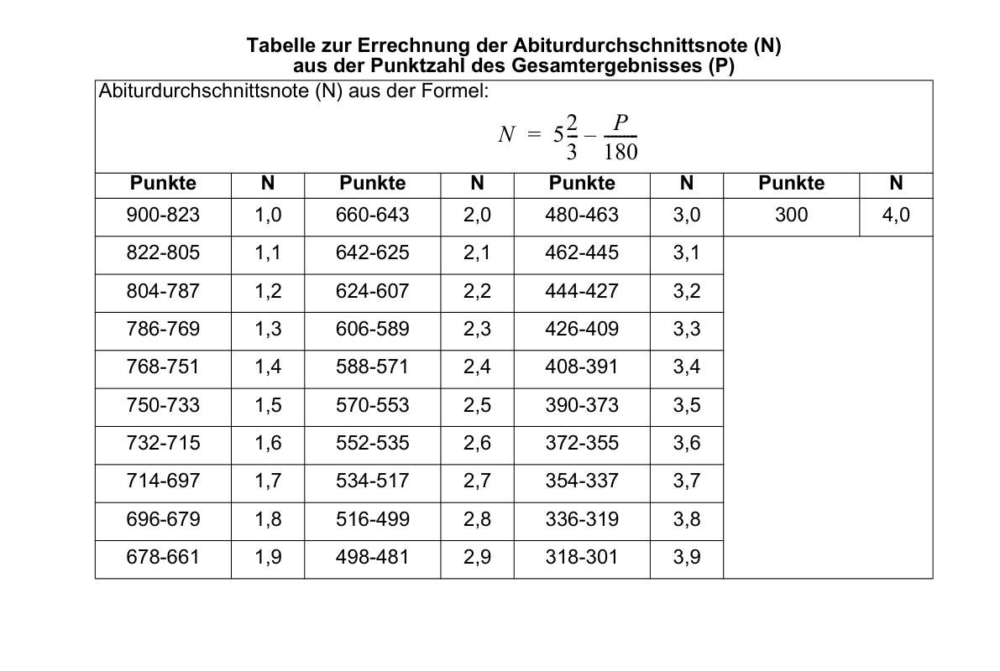 Tabelle zur Errechnung der Abiturdurchschnittsnote (N)
aus der Punktzahl des Gesamtergebnisses (P)
Abiturdurchschnittsnote (N) aus der Formel:
N = 5 2/3 – P/180
Punkte N Punkte N Punkte N Punkte N
900-823 1,0 660-643 2,0 480-463 3,0 300 4,0
822-805 1,1 642-625 2,1 462-445 3,1
804-787 1,2 624-607 2,2 444-427 3,2
786-769 1,3 606-589 2,3 426-409 3,3
768-751 1,4 588-571 2,4 408-391 3,4
750-733 1,5 570-553 2,5 390-373 3,5
732-715 1,6 552-535 2,6 372-355 3,6
714-697 1,7 534-517 2,7 354-337 3,7
696-679 1,8 516-499 2,8 336-319 3,8
678-661 1,9 498-481 2,9 318-301 3,9